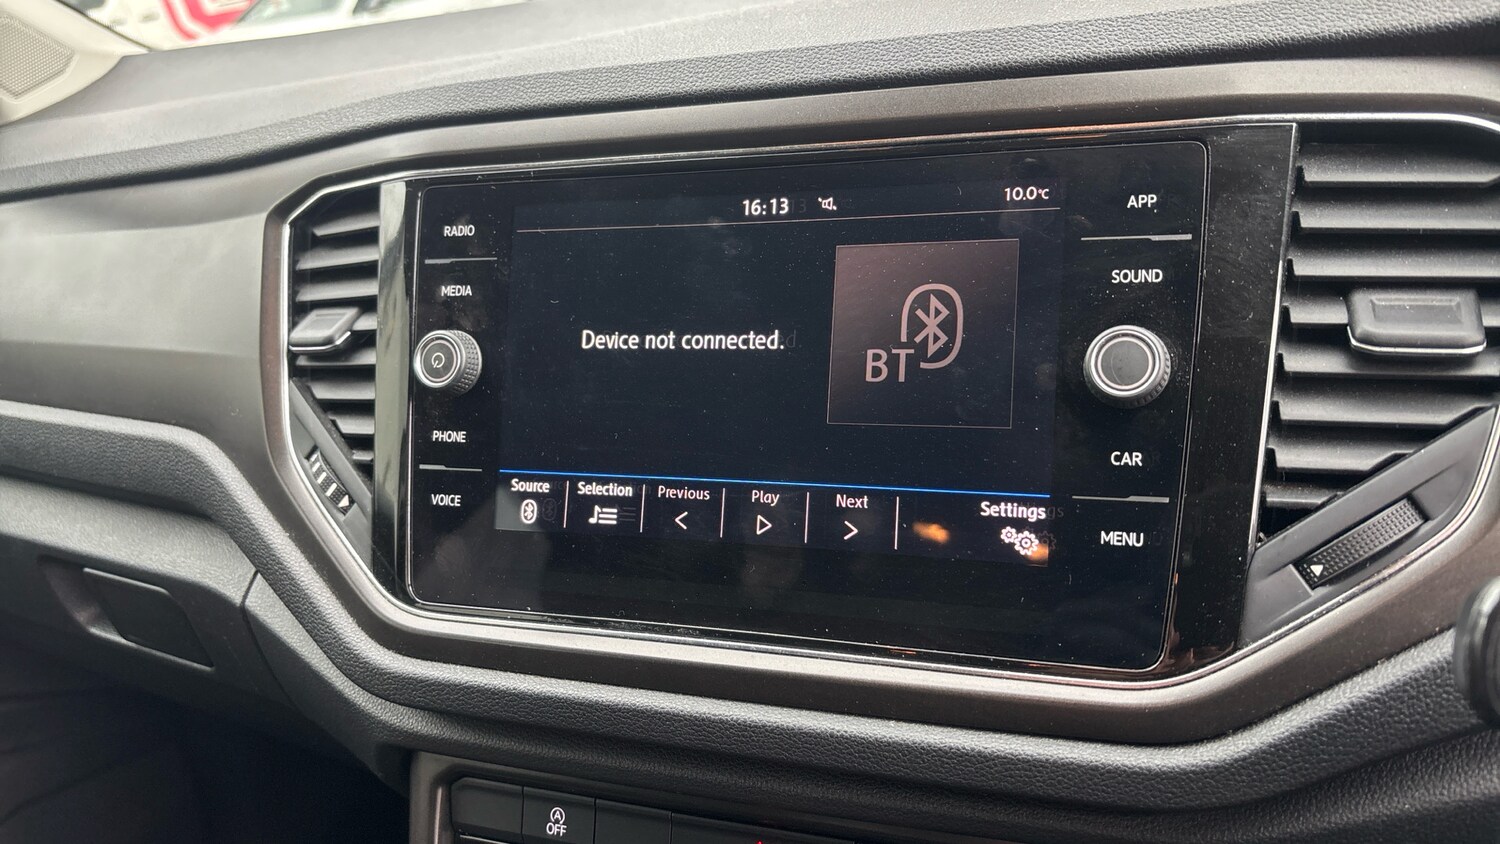 16:13
10.0°C
RADIO
MEDIA
PHONE
VOICE
Device not connected.
BT
Source
Selection
Previous
Play
Next
Settings
APP
SOUND
CAR
MENU
A
OFF